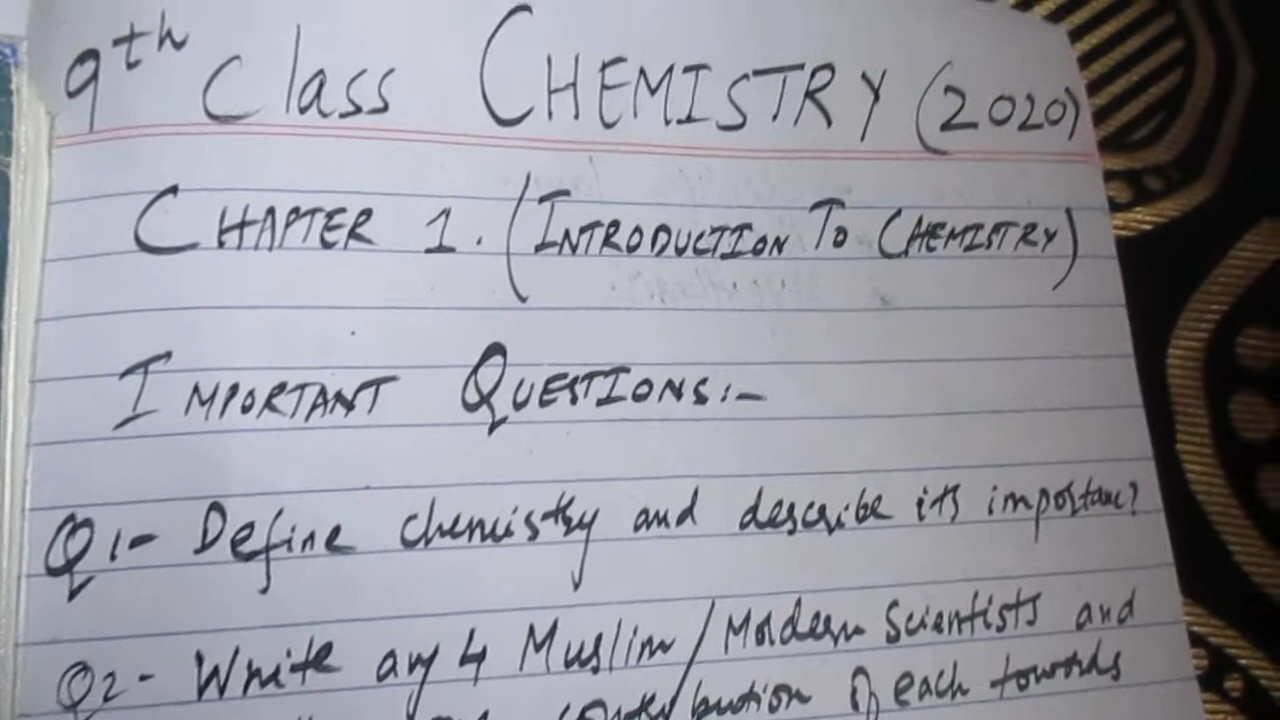 9th Class CHEMISTRY (2020)
CHAPTER 1. (INTRODUCTION TO CHEMISTRY)
IMPORTANT QUESTIONS:-
Q1- Define chemistry and describe its importance?
Q2- Write any 4 Muslim/Modern Scientists and
contribution of each towards